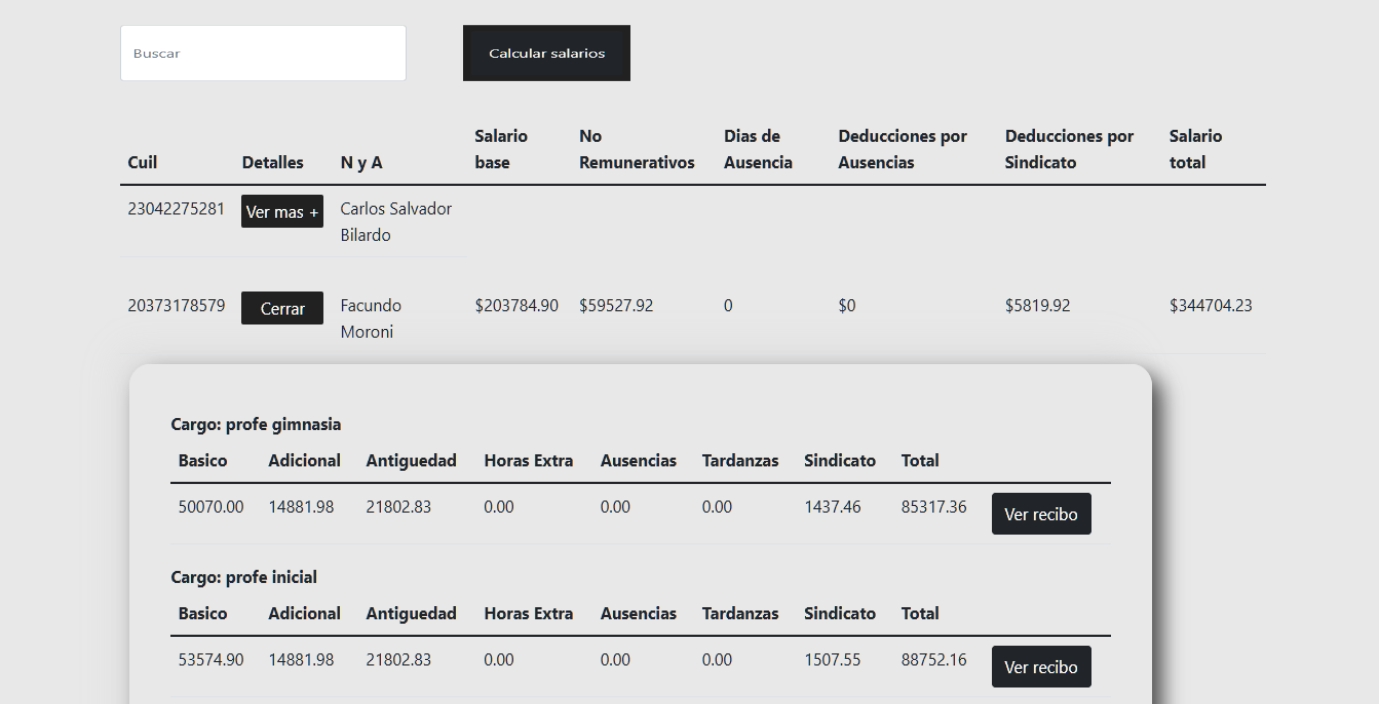 Buscar
Calcular salarios
Cuil Detalles N y A Salario base No Remunerativos Dias de Ausencia Deducciones por Ausencias Deducciones por Sindicato Salario total
23042275281 Ver mas + Carlos Salvador Bilardo
20373178579 Cerrar Facundo Moroni $203784.90 $59527.92 0 $0 $5819.92 $344704.23
Cargo: profe gimnasia
Basico Adicional Antiguedad Horas Extra Ausencias Tardanzas Sindicato Total
50070.00 14881.98 21802.83 0.00 0.00 0.00 1437.46 85317.36 Ver recibo
Cargo: profe inicial
Basico Adicional Antiguedad Horas Extra Ausencias Tardanzas Sindicato Total
53574.90 14881.98 21802.83 0.00 0.00 0.00 1507.55 88752.16 Ver recibo